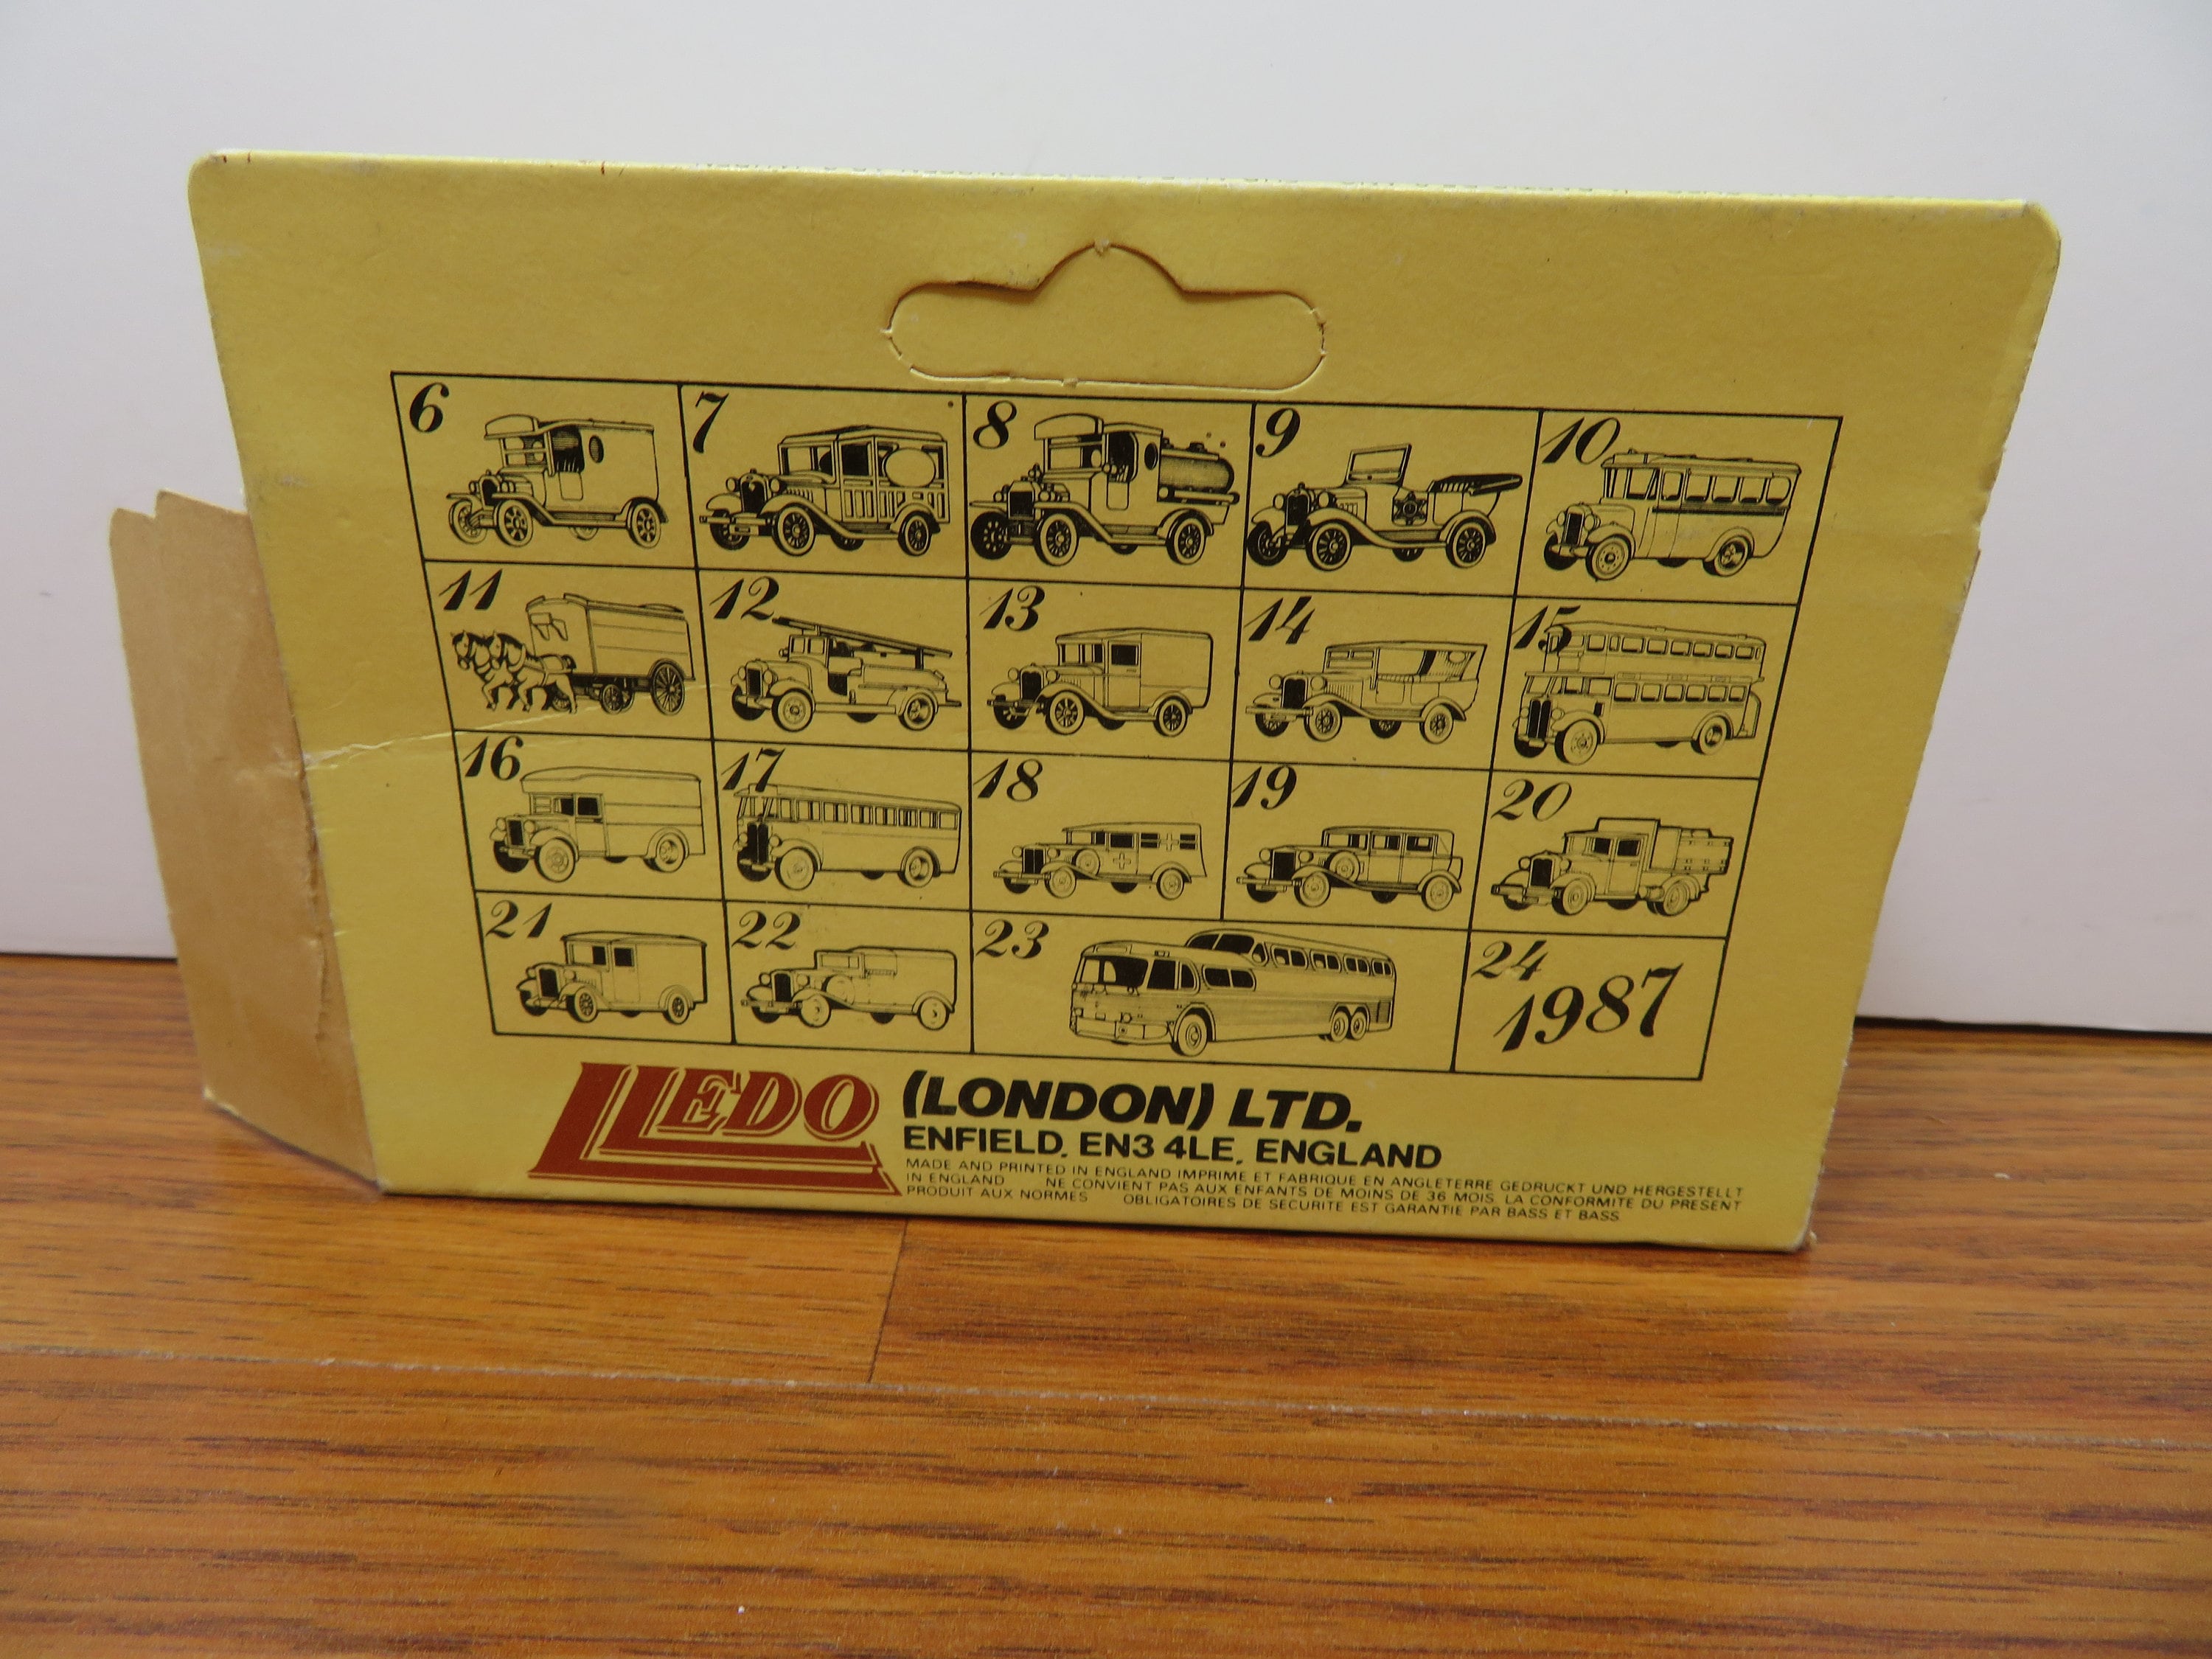 6 7 8 9 10
11 12 13 14 15
16 17 18 19 20
21 22 23 24
1987
LLEDO (LONDON) LTD.
ENFIELD, EN3 4LE, ENGLAND
MADE AND PRINTED IN ENGLAND IMPRIME ET FABRIQUE EN ANGLETERRE GEDRUCKT UND HERGESTELLT
IN ENGLAND NE CONVIENT PAS AUX ENFANTS DE MOINS DE 36 MOIS LA CONFORMITE DU PRESENT
PRODUIT AUX NORMES OBLIGATOIRES DE SECURITE EST GARANTIE PAR BASS ET BASS